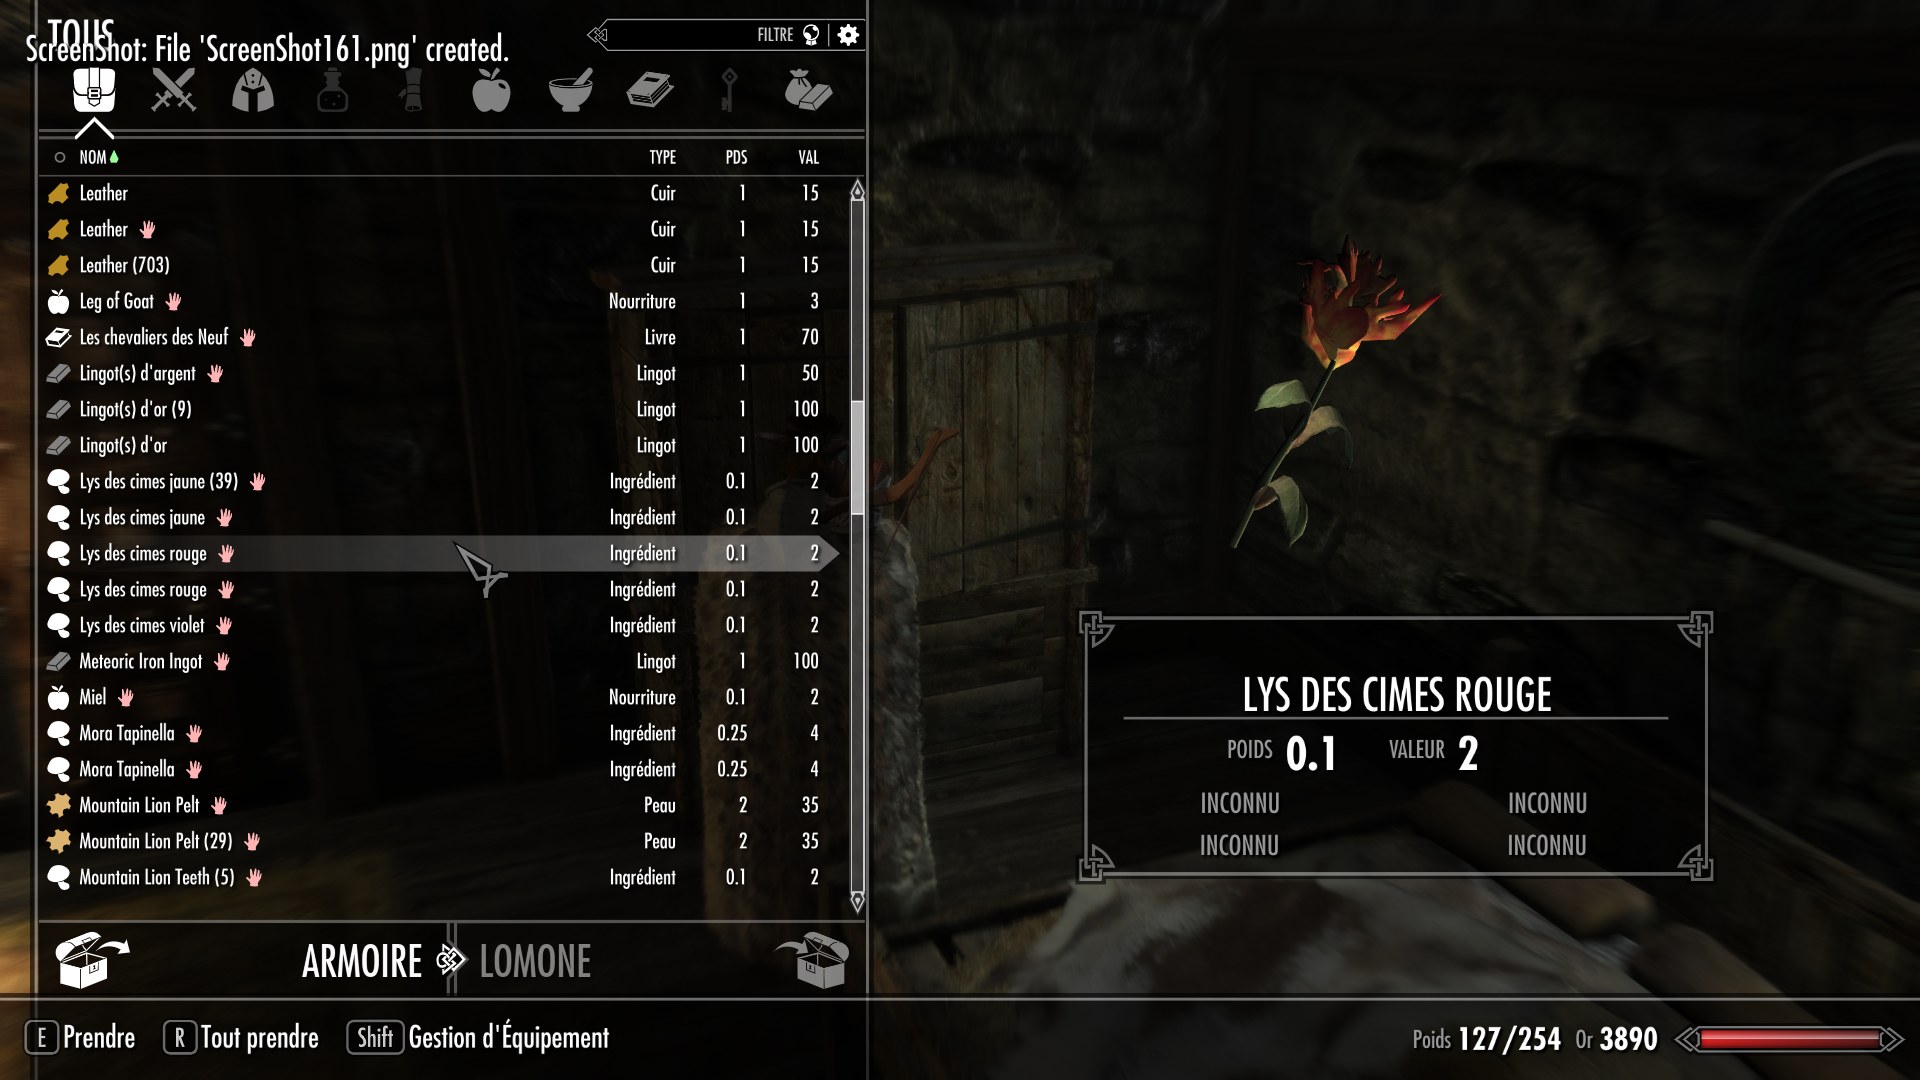 TOUS
ScreenShot: File 'ScreenShot161.png' created.
FILTRE
NOM TYPE PDS VAL
Leather Cuir 1 15
Leather Cuir 1 15
Leather (703) Cuir 1 15
Leg of Goat Nourriture 1 3
Les chevaliers des Neuf Livre 1 70
Lingot(s) d'argent Lingot 1 50
Lingot(s) d'or (9) Lingot 1 100
Lingot(s) d'or Lingot 1 100
Lys des cimes jaune (39) Ingrédient 0.1 2
Lys des cimes jaune Ingrédient 0.1 2
Lys des cimes rouge Ingrédient 0.1 2
Lys des cimes rouge Ingrédient 0.1 2
Lys des cimes violet Ingrédient 0.1 2
Meteoric Iron Ingot Lingot 1 100
Miel Nourriture 0.1 2
Mora Tapinella Ingrédient 0.25 4
Mora Tapinella Ingrédient 0.25 4
Mountain Lion Pelt Peau 2 35
Mountain Lion Pelt (29) Peau 2 35
Mountain Lion Teeth (5) Ingrédient 0.1 2
LYS DES CIMES ROUGE
POIDS 0.1 VALEUR 2
INCONNU INCONNU
INCONNU INCONNU
ARMOIRE LOMONE
E Prendre R Tout prendre Shift Gestion d'Équipement
Poids 127/254 Or 3890